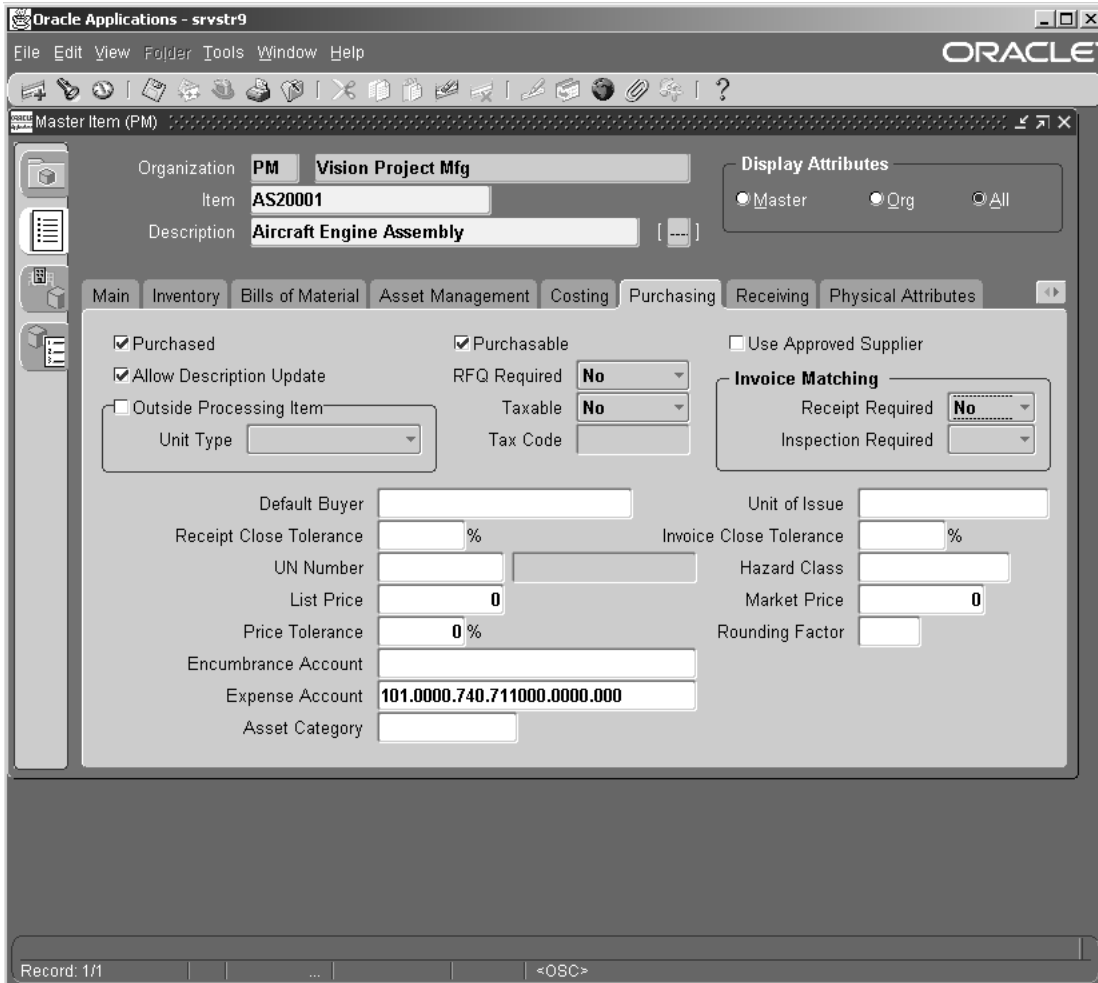 Oracle Applications - srvstr9
File Edit View Folder Tools Window Help
ORACLE
Master Item (PM)
Organization PM Vision Project Mfg
Item AS20001
Description Aircraft Engine Assembly [ ---- ]
Display Attributes
Master Org All
Main Inventory Bills of Material Asset Management Costing Purchasing Receiving Physical Attributes
Purchased Purchasable Use Approved Supplier
Allow Description Update RFQ Required No Invoice Matching
Outside Processing Item Taxable No Receipt Required No
Unit Type Tax Code Inspection Required
Default Buyer Unit of Issue
Receipt Close Tolerance % Invoice Close Tolerance %
UN Number Hazard Class
List Price 0 Market Price 0
Price Tolerance 0 % Rounding Factor
Encumbrance Account
Expense Account 101.0000.740.711000.0000.000
Asset Category
Record: 1/1 ... <OSC>